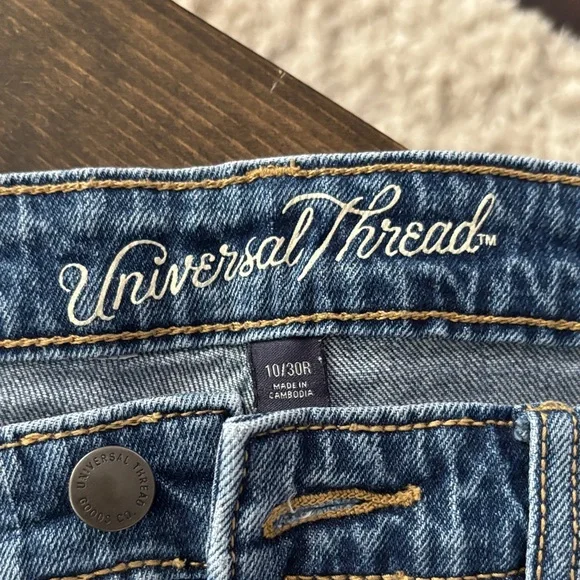 Universal Thread™
10/30R
MADE IN
CAMBODIA
UNIVERSAL THREAD
GOODS CO.